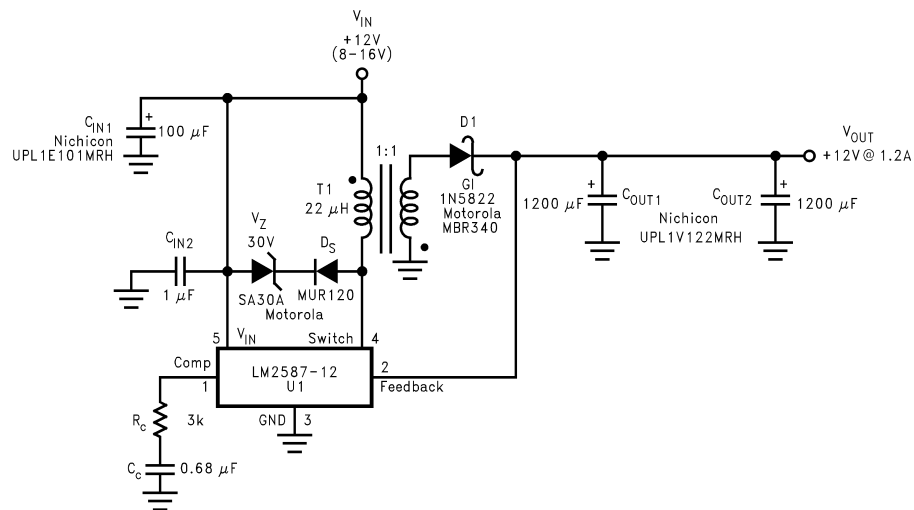 V_IN
+12V
(8-16V)
C_IN1
Nichicon
UPL1E101MRH
+
100 μF
1:1
T1
22 μH
D1
GI
1N5822
Motorola
MBR340
V_OUT
+12V@ 1.2A
+
1200 μF
C_OUT1
Nichicon
UPL1V122MRH
C_OUT2
+
1200 μF
C_IN2
1 μF
V_Z
30V
SA30A
D_S
MUR120
Motorola
5
V_IN
Switch
4
Comp
1
LM2587-12
U1
2
Feedback
GND
3
R_c
3k
C_c
0.68 μF